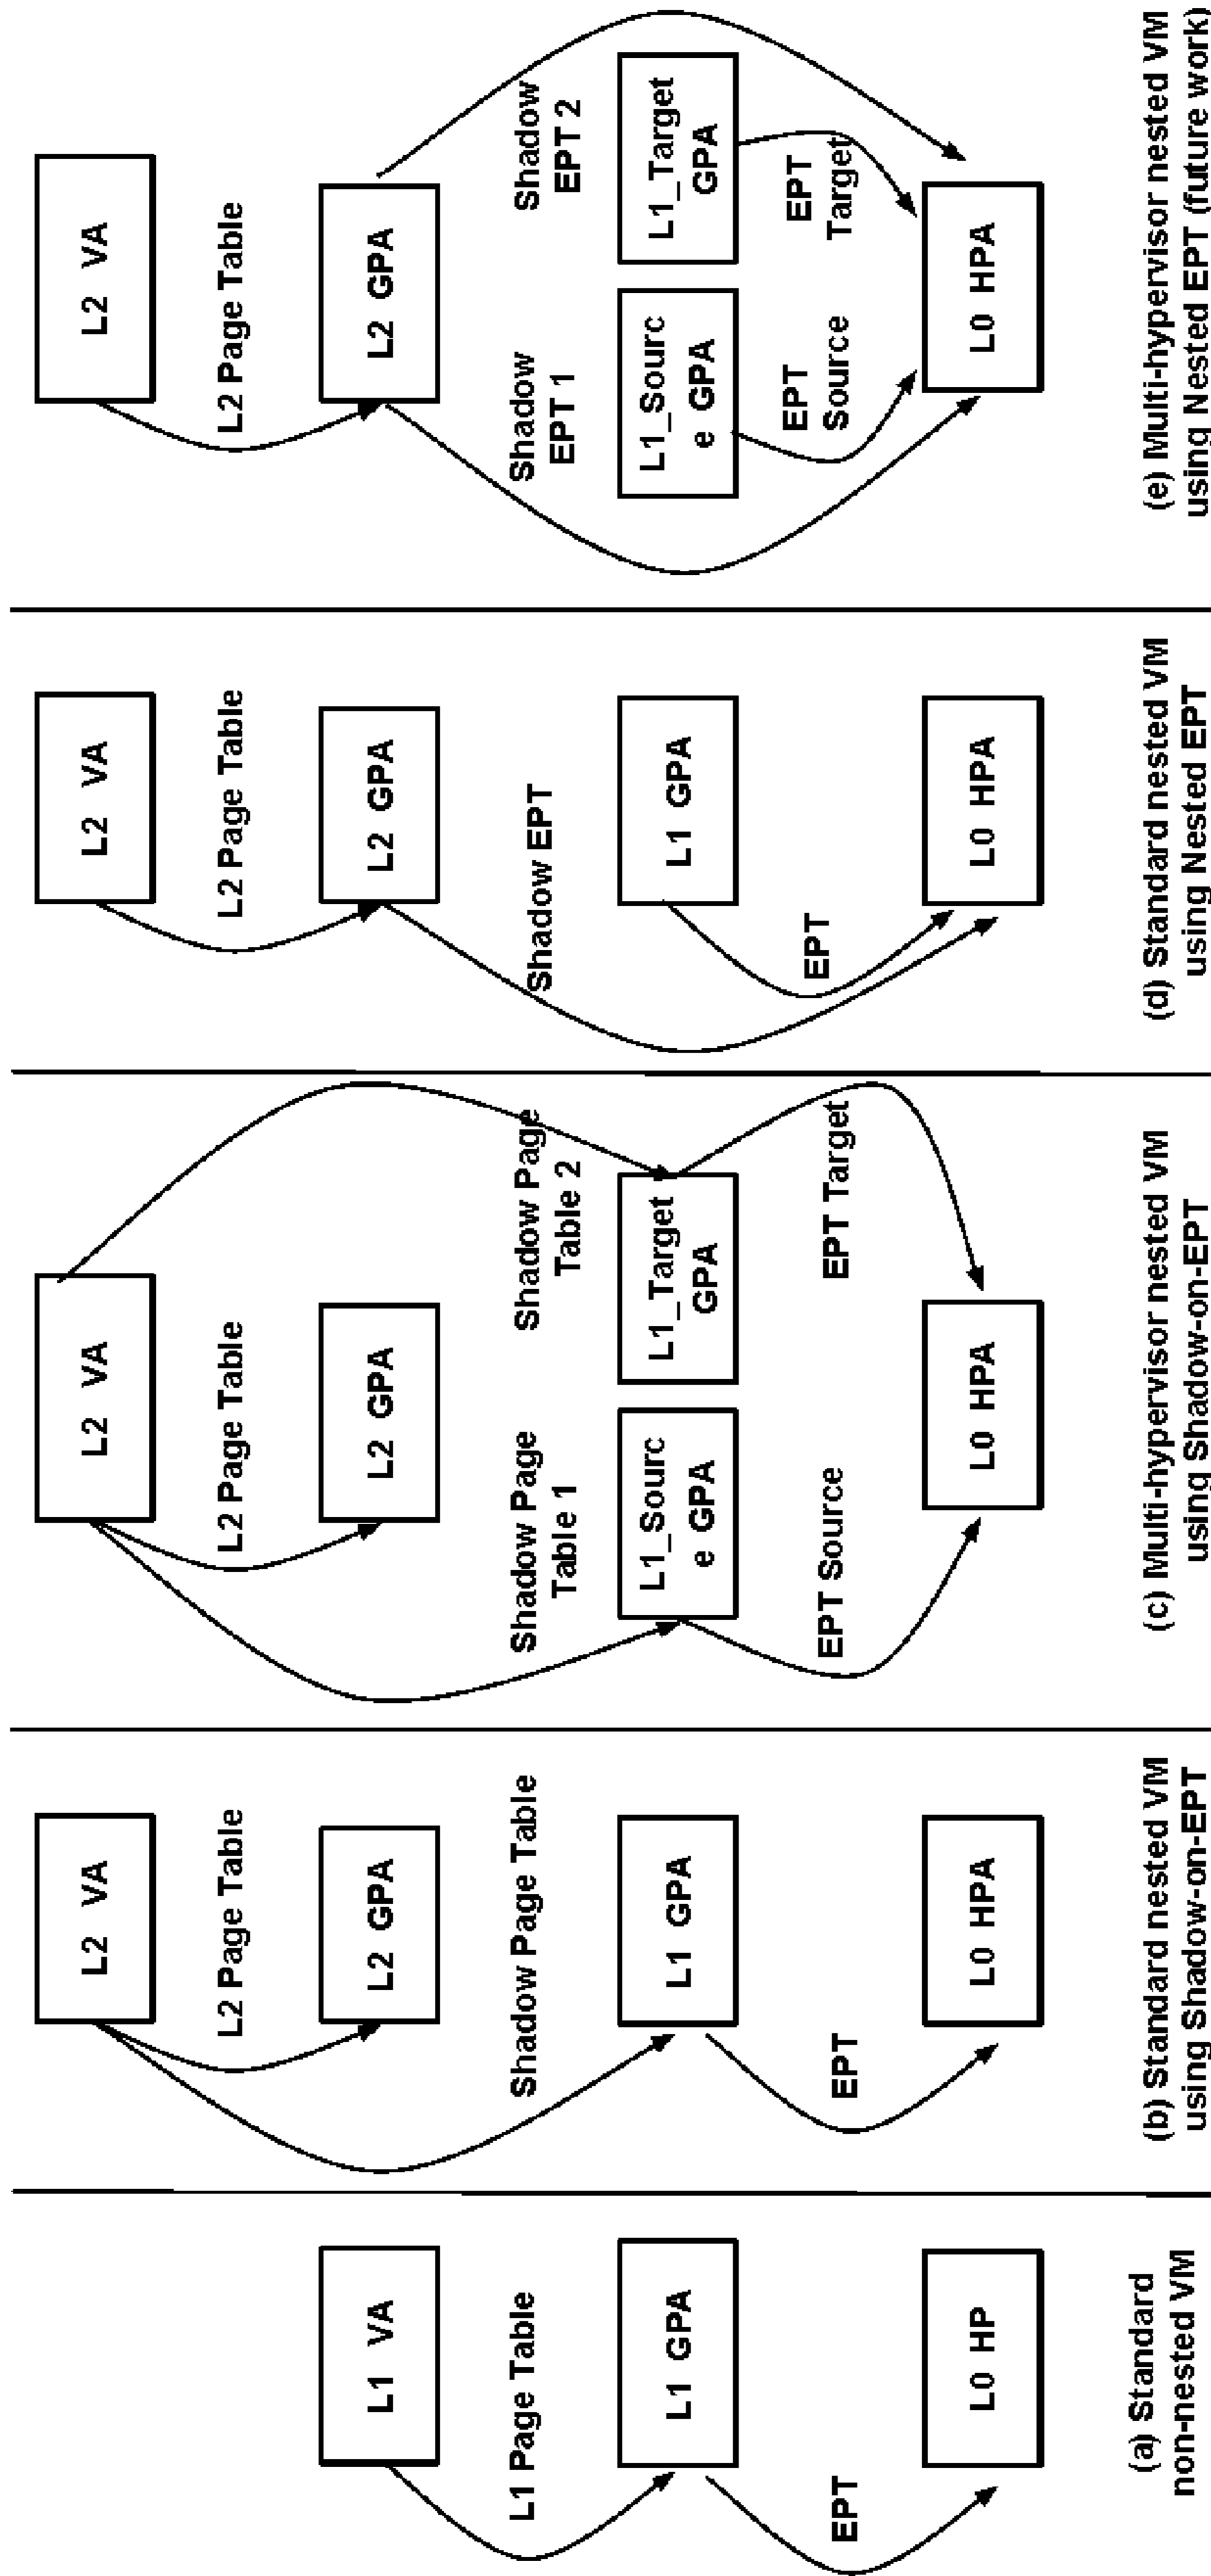 L1 VA
L1 Page Table
L1 GPA
EPT
L0 HP
(a) Standard
non-nested VM
L2 VA
L2 Page Table
L2 GPA
Shadow Page Table
L1 GPA
EPT
L0 HPA
(b) Standard nested VM
using Shadow-on-EPT
L2 VA
L2 Page Table
L2 GPA
Shadow Page
Table 1
Shadow Page
Table 2
L1_Sourc
e GPA
L1_Target
GPA
EPT Source
EPT Target
L0 HPA
(c) Multi-hypervisor nested VM
using Shadow-on-EPT
L2 VA
L2 Page Table
L2 GPA
Shadow EPT
L1 GPA
EPT
L0 HPA
(d) Standard nested VM
using Nested EPT
L2 VA
L2 Page Table
L2 GPA
Shadow
EPT 1
Shadow
EPT 2
L1_Sourc
e GPA
L1_Target
GPA
EPT
Source
EPT
Target
L0 HPA
(e) Multi-hypervisor nested VM
using Nested EPT (future work)